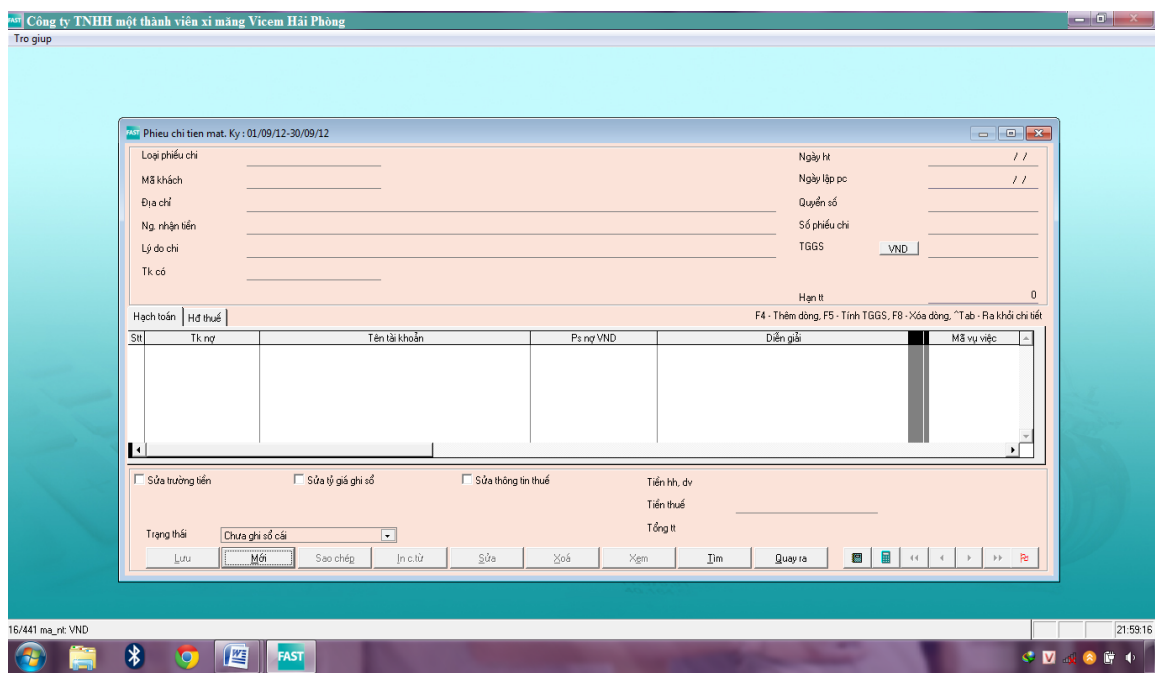 FAST Công ty TNHH một thành viên xi măng Vicem Hải Phòng
Tro giup
FAST Phieu chi tien mat. Ky : 01/09/12-30/09/12
Loại phiếu chi
Ngày ht / /
Mã khách
Ngày lập pc / /
Địa chỉ
Quyển số
Ng. nhận tiền
Số phiếu chi
Lý do chi
TGGS VND
Tk có
Hạn tt 0
Hạch toán Hđ thuế F4 - Thêm dòng, F5 - Tính TGGS, F8 - Xóa dòng, ^Tab - Ra khỏi chi tiết
Stt Tk nợ Tên tài khoản Ps nợ VND Diễn giải Mã vụ việc
Sửa trường tiền Sửa tỷ giá ghi sổ Sửa thông tin thuế Tiền hh, dv
Tiền thuế
Trạng thái Chưa ghi sổ cái Tổng tt
Lưu Mới Sao chép In c.từ Sửa Xoá Xem Tìm Quay ra
16/441 ma_nt: VND 21:59:16
FAST V